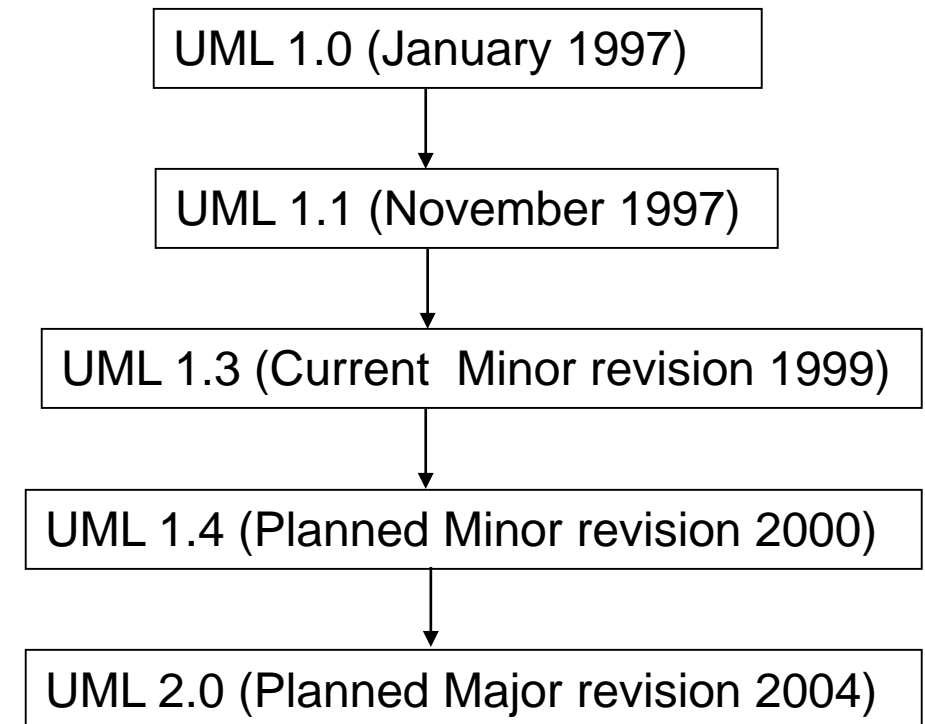 UML 1.0 (January 1997)
UML 1.1 (November 1997)
UML 1.3 (Current  Minor revision 1999)
UML 1.4 (Planned Minor revision 2000)
UML 2.0 (Planned Major revision 2004)